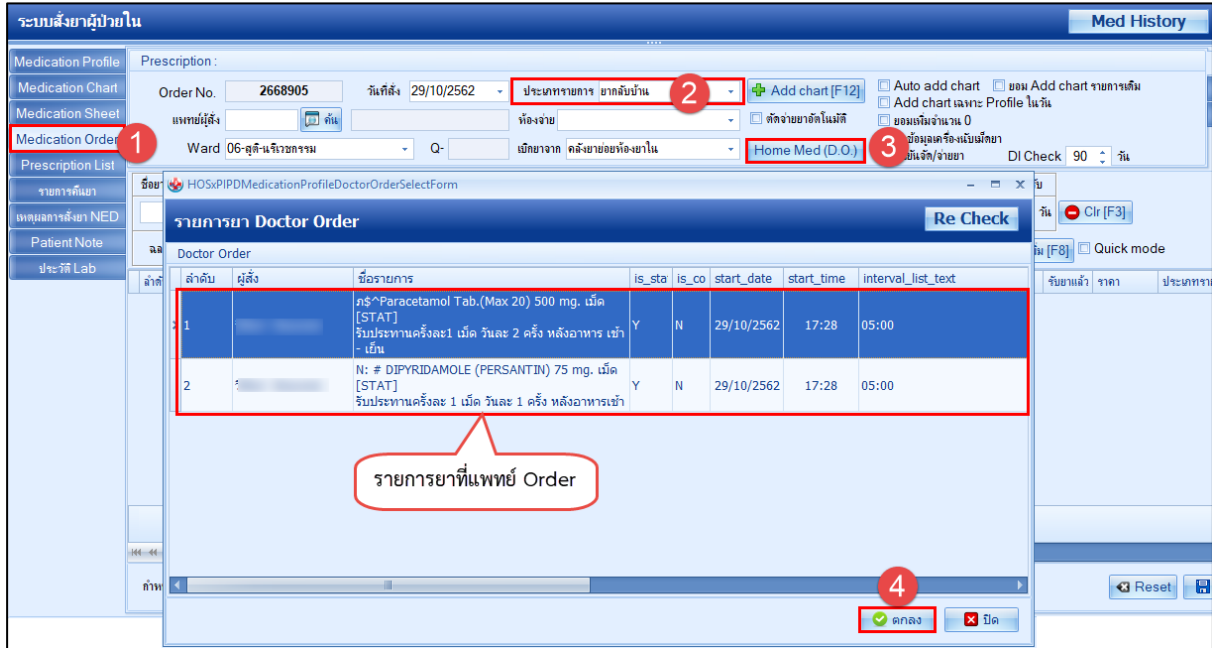 ระบบสั่งยาผู้ป่วยใน
Med History
Medication Profile
Medication Chart
Medication Sheet
Medication Order
Prescription List
รายการคืนยา
เหตุผลการสั่งยา NED
Patient Note
ประวัติ Lab
1
Prescription :
Order No. 2668905 วันที่สั่ง 29/10/2562 ประเภทรายการ ยากลับบ้าน 2 Add chart [F12]
Auto add chart ยอม Add chart รายการเดิม
Add chart เฉพาะ Profile ในวัน
แพทย์ผู้สั่ง ค้น ห้องจ่าย ตัดจ่ายยาอัตโนมัติ ยอมเพิ่มจำนวน 0
Ward 06-สูติ-นรีเวชกรรม Q- เบิกยาจาก คลังยาย่อยห้องยาใน Home Med (D.O.) 3
ข้อมูลเครื่องนับเม็ดยา
DI Check 90 วัน
วัน Clr [F3]
[F8] Quick mode
รับยาแล้ว ราคา
HOSxPIPDMedicationProfileDoctorOrderSelectForm
รายการยา Doctor Order
Re Check
Doctor Order
ลำดับ ผู้สั่ง ชื่อรายการ is_sta is_co start_date start_time interval_list_text
1 ภ$^Paracetamol Tab.(Max 20) 500 mg. เม็ด
[STAT]
รับประทานครั้งละ1 เม็ด วันละ 2 ครั้ง หลังอาหาร เช้า
- เย็น
Y N 29/10/2562 17:28 05:00
2 N: # DIPYRIDAMOLE (PERSANTIN) 75 mg. เม็ด
[STAT]
รับประทานครั้งละ 1 เม็ด วันละ 1 ครั้ง หลังอาหารเช้า
Y N 29/10/2562 17:28 05:00
รายการยาที่แพทย์ Order
4
ตกลง ปิด
Reset